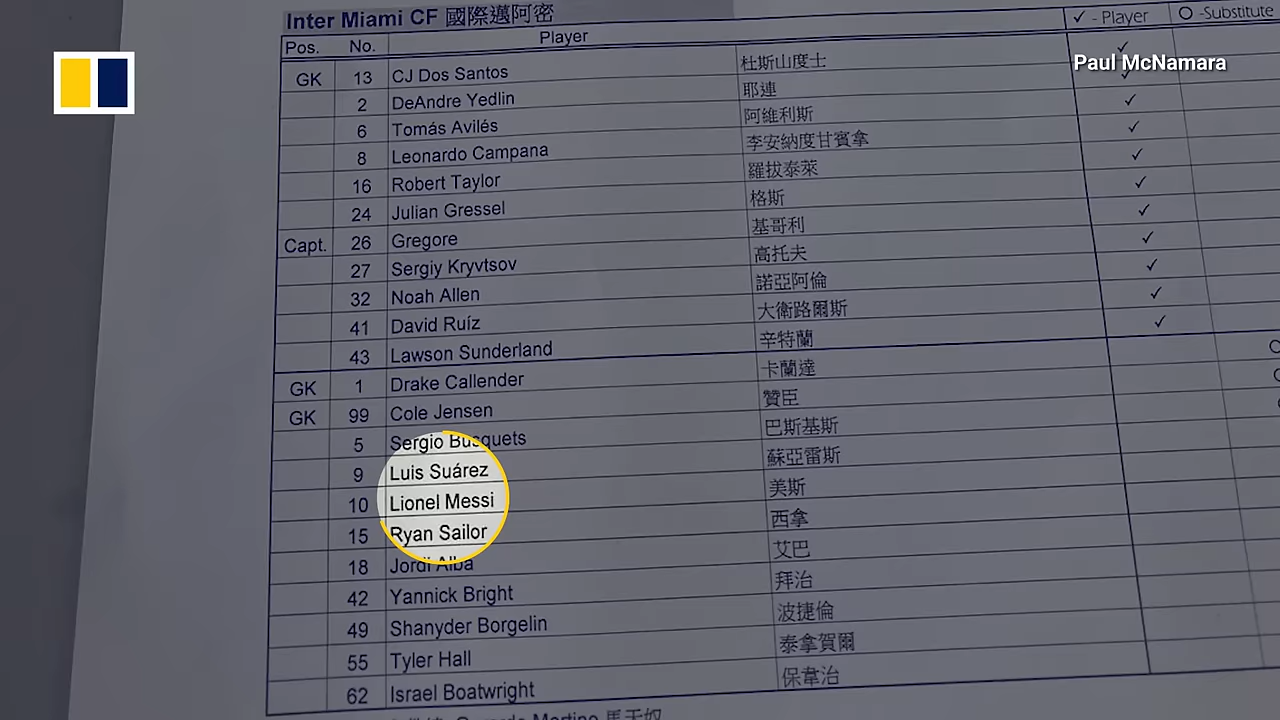 Inter Miami CF 國際邁阿密
✓ - Player O -Substitute
Pos. No. Player
Paul McNamara
GK 13 CJ Dos Santos 杜斯山度士 ✓
2 DeAndre Yedlin 耶連 ✓
6 Tomás Avilés 阿維利斯 ✓
8 Leonardo Campana 李安納度甘賓拿 ✓
16 Robert Taylor 羅拔泰萊 ✓
24 Julian Gressel 格斯 ✓
Capt. 26 Gregore 基哥利 ✓
27 Sergiy Kryvtsov 高托夫 ✓
32 Noah Allen 諾亞阿倫 ✓
41 David Ruíz 大衛路爾斯 ✓
43 Lawson Sunderland 辛特蘭 ✓
GK 1 Drake Callender 卡蘭達
GK 99 Cole Jensen 贊臣
5 Sergio Busquets 巴斯基斯
9 Luis Suárez 蘇亞雷斯
10 Lionel Messi 美斯
15 Ryan Sailor 西拿
18 Jordi Alba 艾巴
42 Yannick Bright 拜治
49 Shanyder Borgelin 波捷倫
55 Tyler Hall 泰拿賀爾
62 Israel Boatwright 保韋治
Gerardo Martino 馬天奴